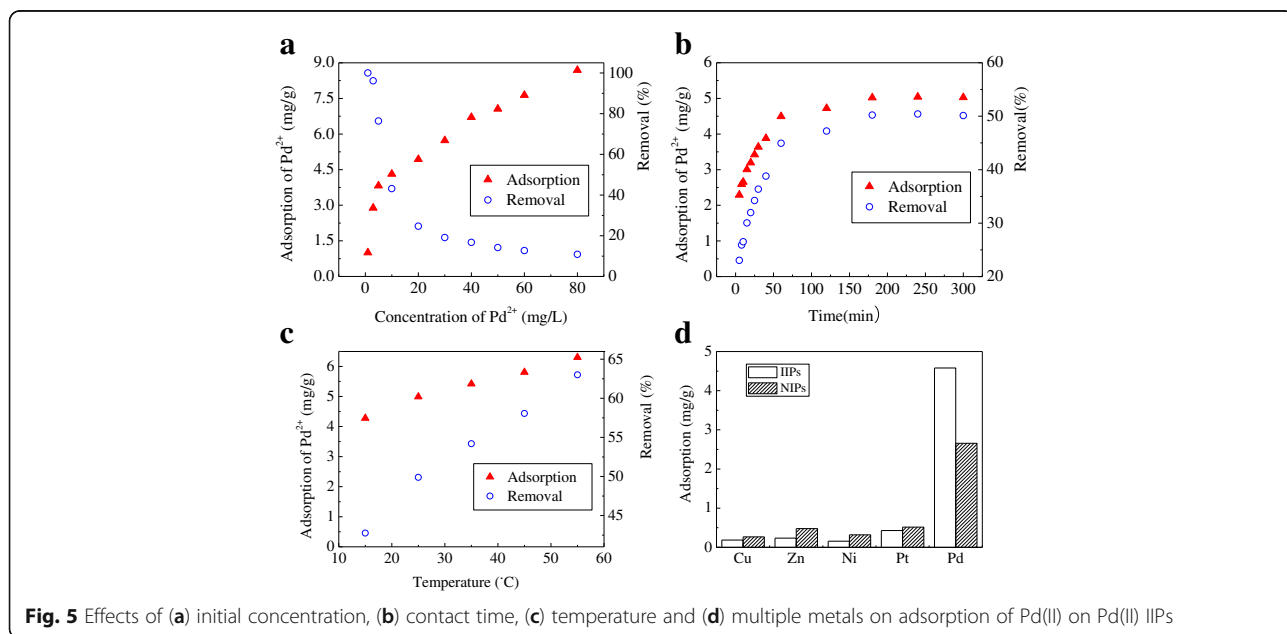 a
9.0
7.5
6.0
4.5
3.0
1.5
0.0
Adsorption of Pd²⁺ (mg/g)
100
80
60
40
20
0
Removal (%)
Adsorption
Removal
0 20 40 60 80
Concentration of Pd²⁺ (mg/L)
b
6
5
4
3
2
1
0
Adsorption of Pd²⁺ (mg/g)
60
50
40
30
20
Removal(%)
Adsorption
Removal
0 50 100 150 200 250 300
Time(min）
c
6
5
4
3
2
1
0
Adsorption of Pd²⁺ (mg/g)
65
60
55
50
45
Removal (%)
Adsorption
Removal
10 20 30 40 50 60
Temperature (°C)
d
5
4
3
2
1
0
Adsorption (mg/g)
IIPs
NIPs
Cu Zn Ni Pt Pd
Fig. 5 Effects of (a) initial concentration, (b) contact time, (c) temperature and (d) multiple metals on adsorption of Pd(II) on Pd(II) IIPs